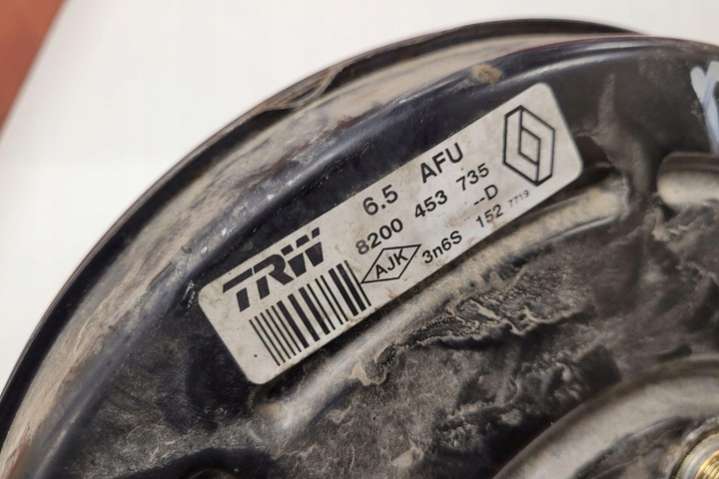 6.5 AFU
TRW 8200 453 735
--D
AJK 3n6S 152 7719